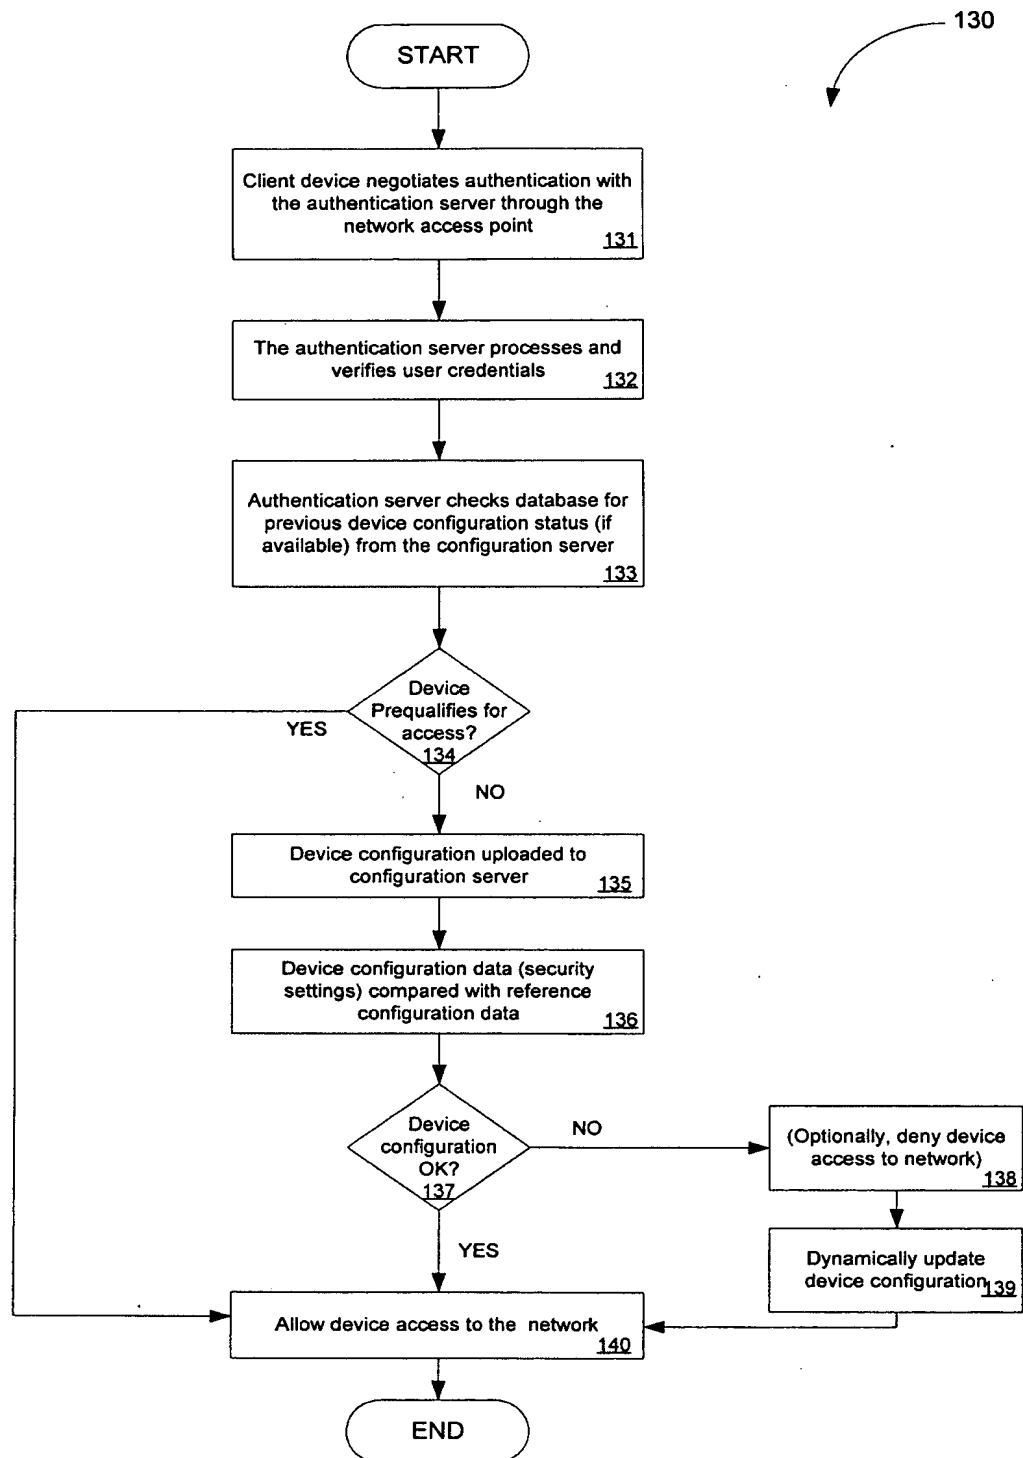 130
START
Client device negotiates authentication with
the authentication server through the
network access point
131
The authentication server processes and
verifies user credentials
132
Authentication server checks database for
previous device configuration status (if
available) from the configuration server
133
Device
Prequalifies for
access?
134
YES
NO
Device configuration uploaded to
configuration server
135
Device configuration data (security
settings) compared with reference
configuration data
136
Device
configuration
OK?
137
NO
(Optionally, deny device
access to network)
138
YES
Dynamically update
device configuration
139
Allow device access to the network
140
END